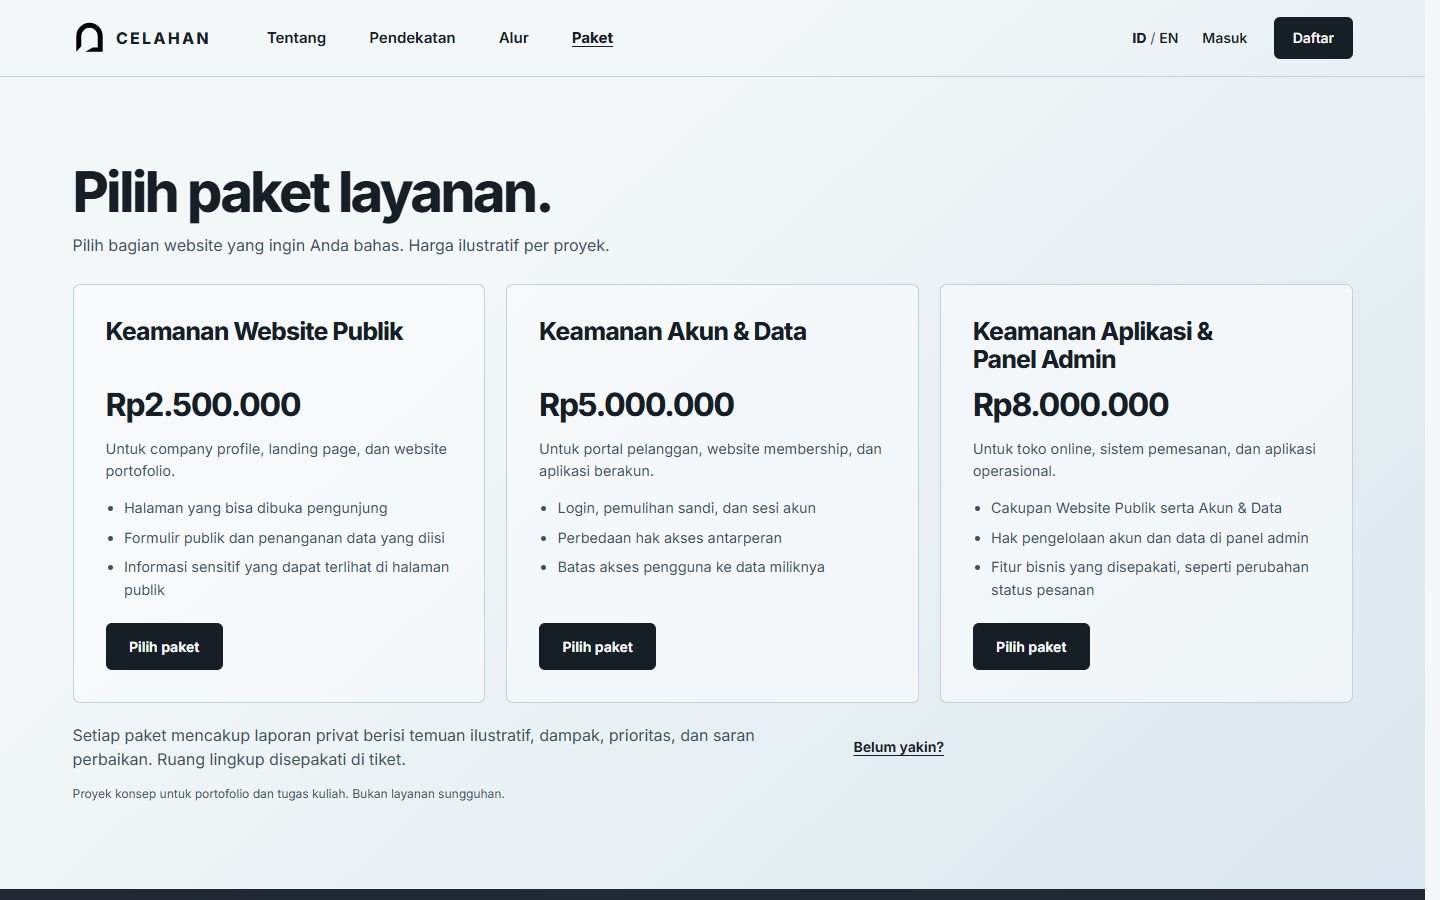 CELAHAN
Tentang
Pendekatan
Alur
Paket
ID / EN
Masuk
Daftar
Pilih paket layanan.
Pilih bagian website yang ingin Anda bahas. Harga ilustratif per proyek.
Keamanan Website Publik
Rp2.500.000
Untuk company profile, landing page, dan website
portofolio.
• Halaman yang bisa dibuka pengunjung
• Formulir publik dan penanganan data yang diisi
• Informasi sensitif yang dapat terlihat di halaman
publik
Pilih paket
Keamanan Akun & Data
Rp5.000.000
Untuk portal pelanggan, website membership, dan
aplikasi berakun.
• Login, pemulihan sandi, dan sesi akun
• Perbedaan hak akses antarperan
• Batas akses pengguna ke data miliknya
Pilih paket
Keamanan Aplikasi &
Panel Admin
Rp8.000.000
Untuk toko online, sistem pemesanan, dan aplikasi
operasional.
• Cakupan Website Publik serta Akun & Data
• Hak pengelolaan akun dan data di panel admin
• Fitur bisnis yang disepakati, seperti perubahan
status pesanan
Pilih paket
Setiap paket mencakup laporan privat berisi temuan ilustratif, dampak, prioritas, dan saran
perbaikan. Ruang lingkup disepakati di tiket.
Belum yakin?
Proyek konsep untuk portofolio dan tugas kuliah. Bukan layanan sungguhan.